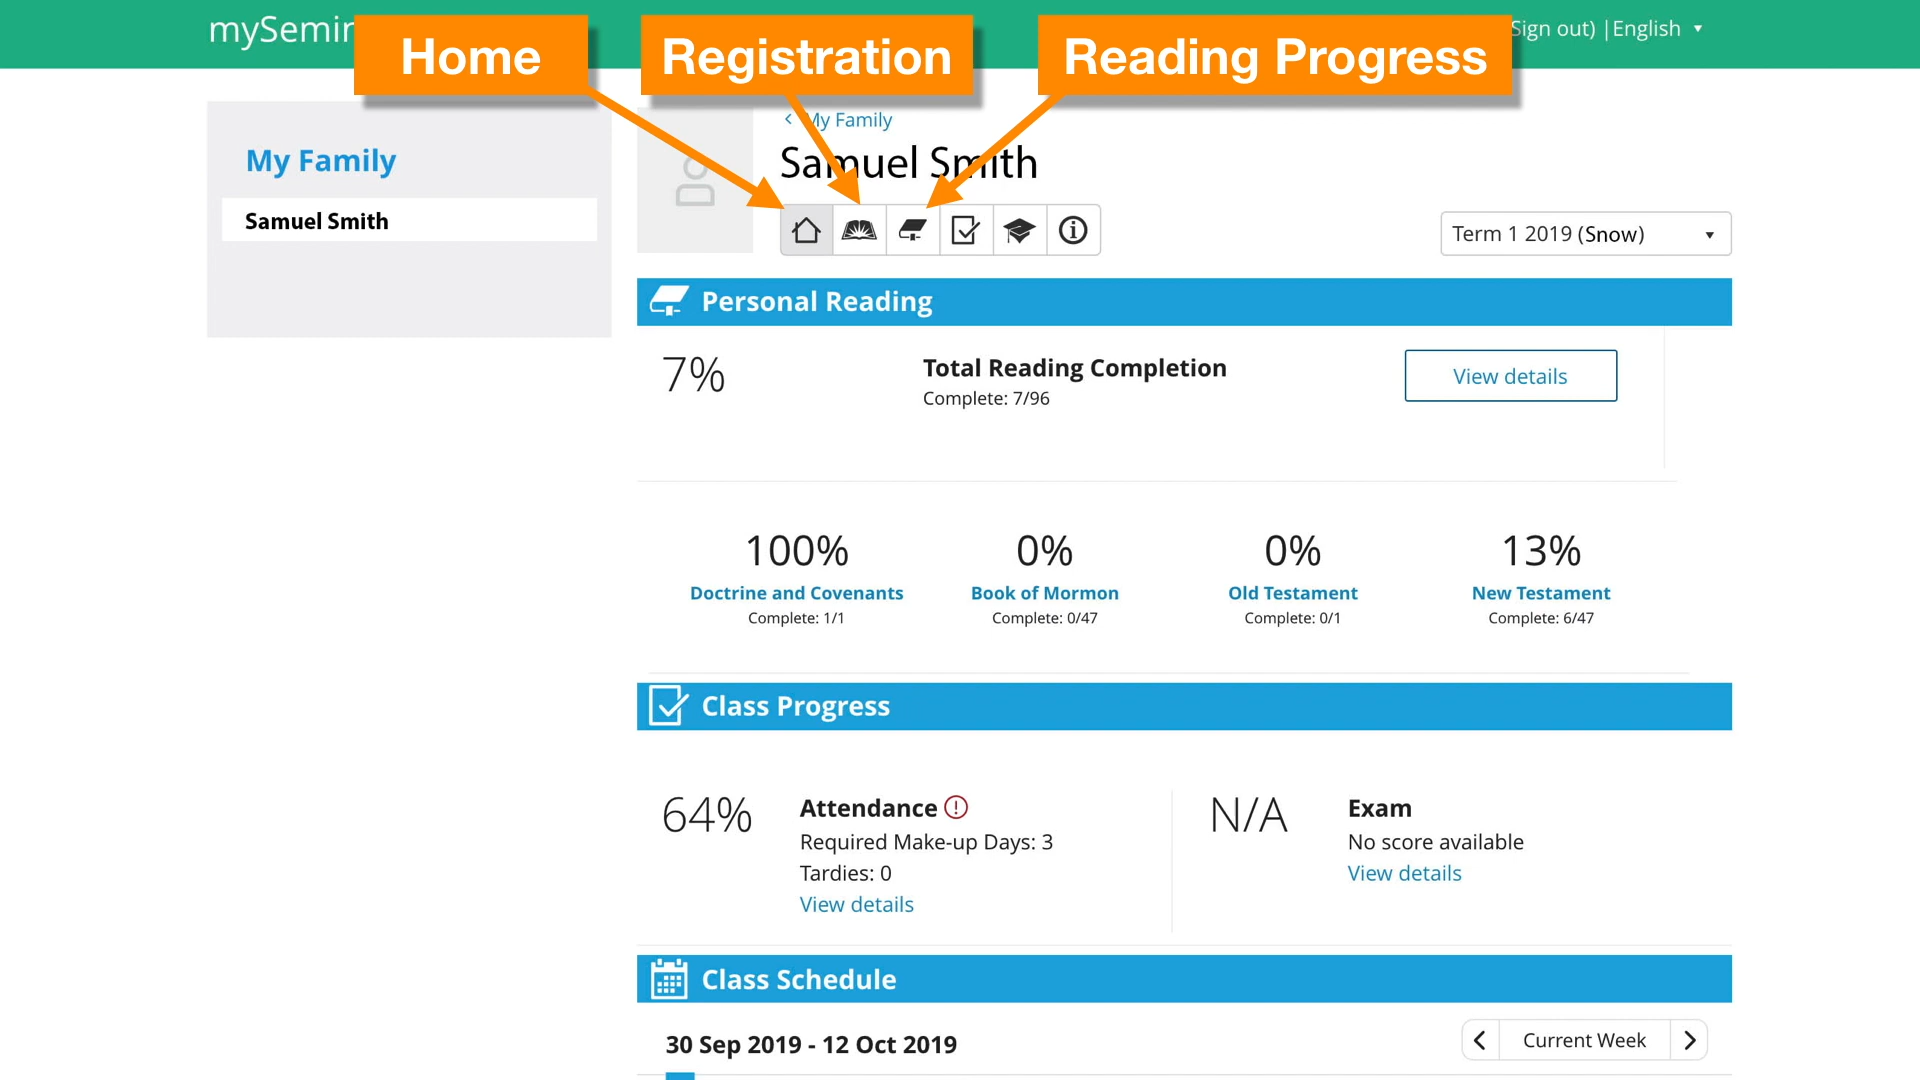 mySemin
Home
Registration
Reading Progress
Sign out) | English
My Family
Samuel Smith
My Family
Samuel Smith
Term 1 2019 (Snow)
Personal Reading
7%
Total Reading Completion
Complete: 7/96
View details
100%
Doctrine and Covenants
Complete: 1/1
0%
Book of Mormon
Complete: 0/47
0%
Old Testament
Complete: 0/1
13%
New Testament
Complete: 6/47
Class Progress
64%
Attendance
Required Make-up Days: 3
Tardies: 0
View details
N/A
Exam
No score available
View details
Class Schedule
30 Sep 2019 - 12 Oct 2019
Current Week